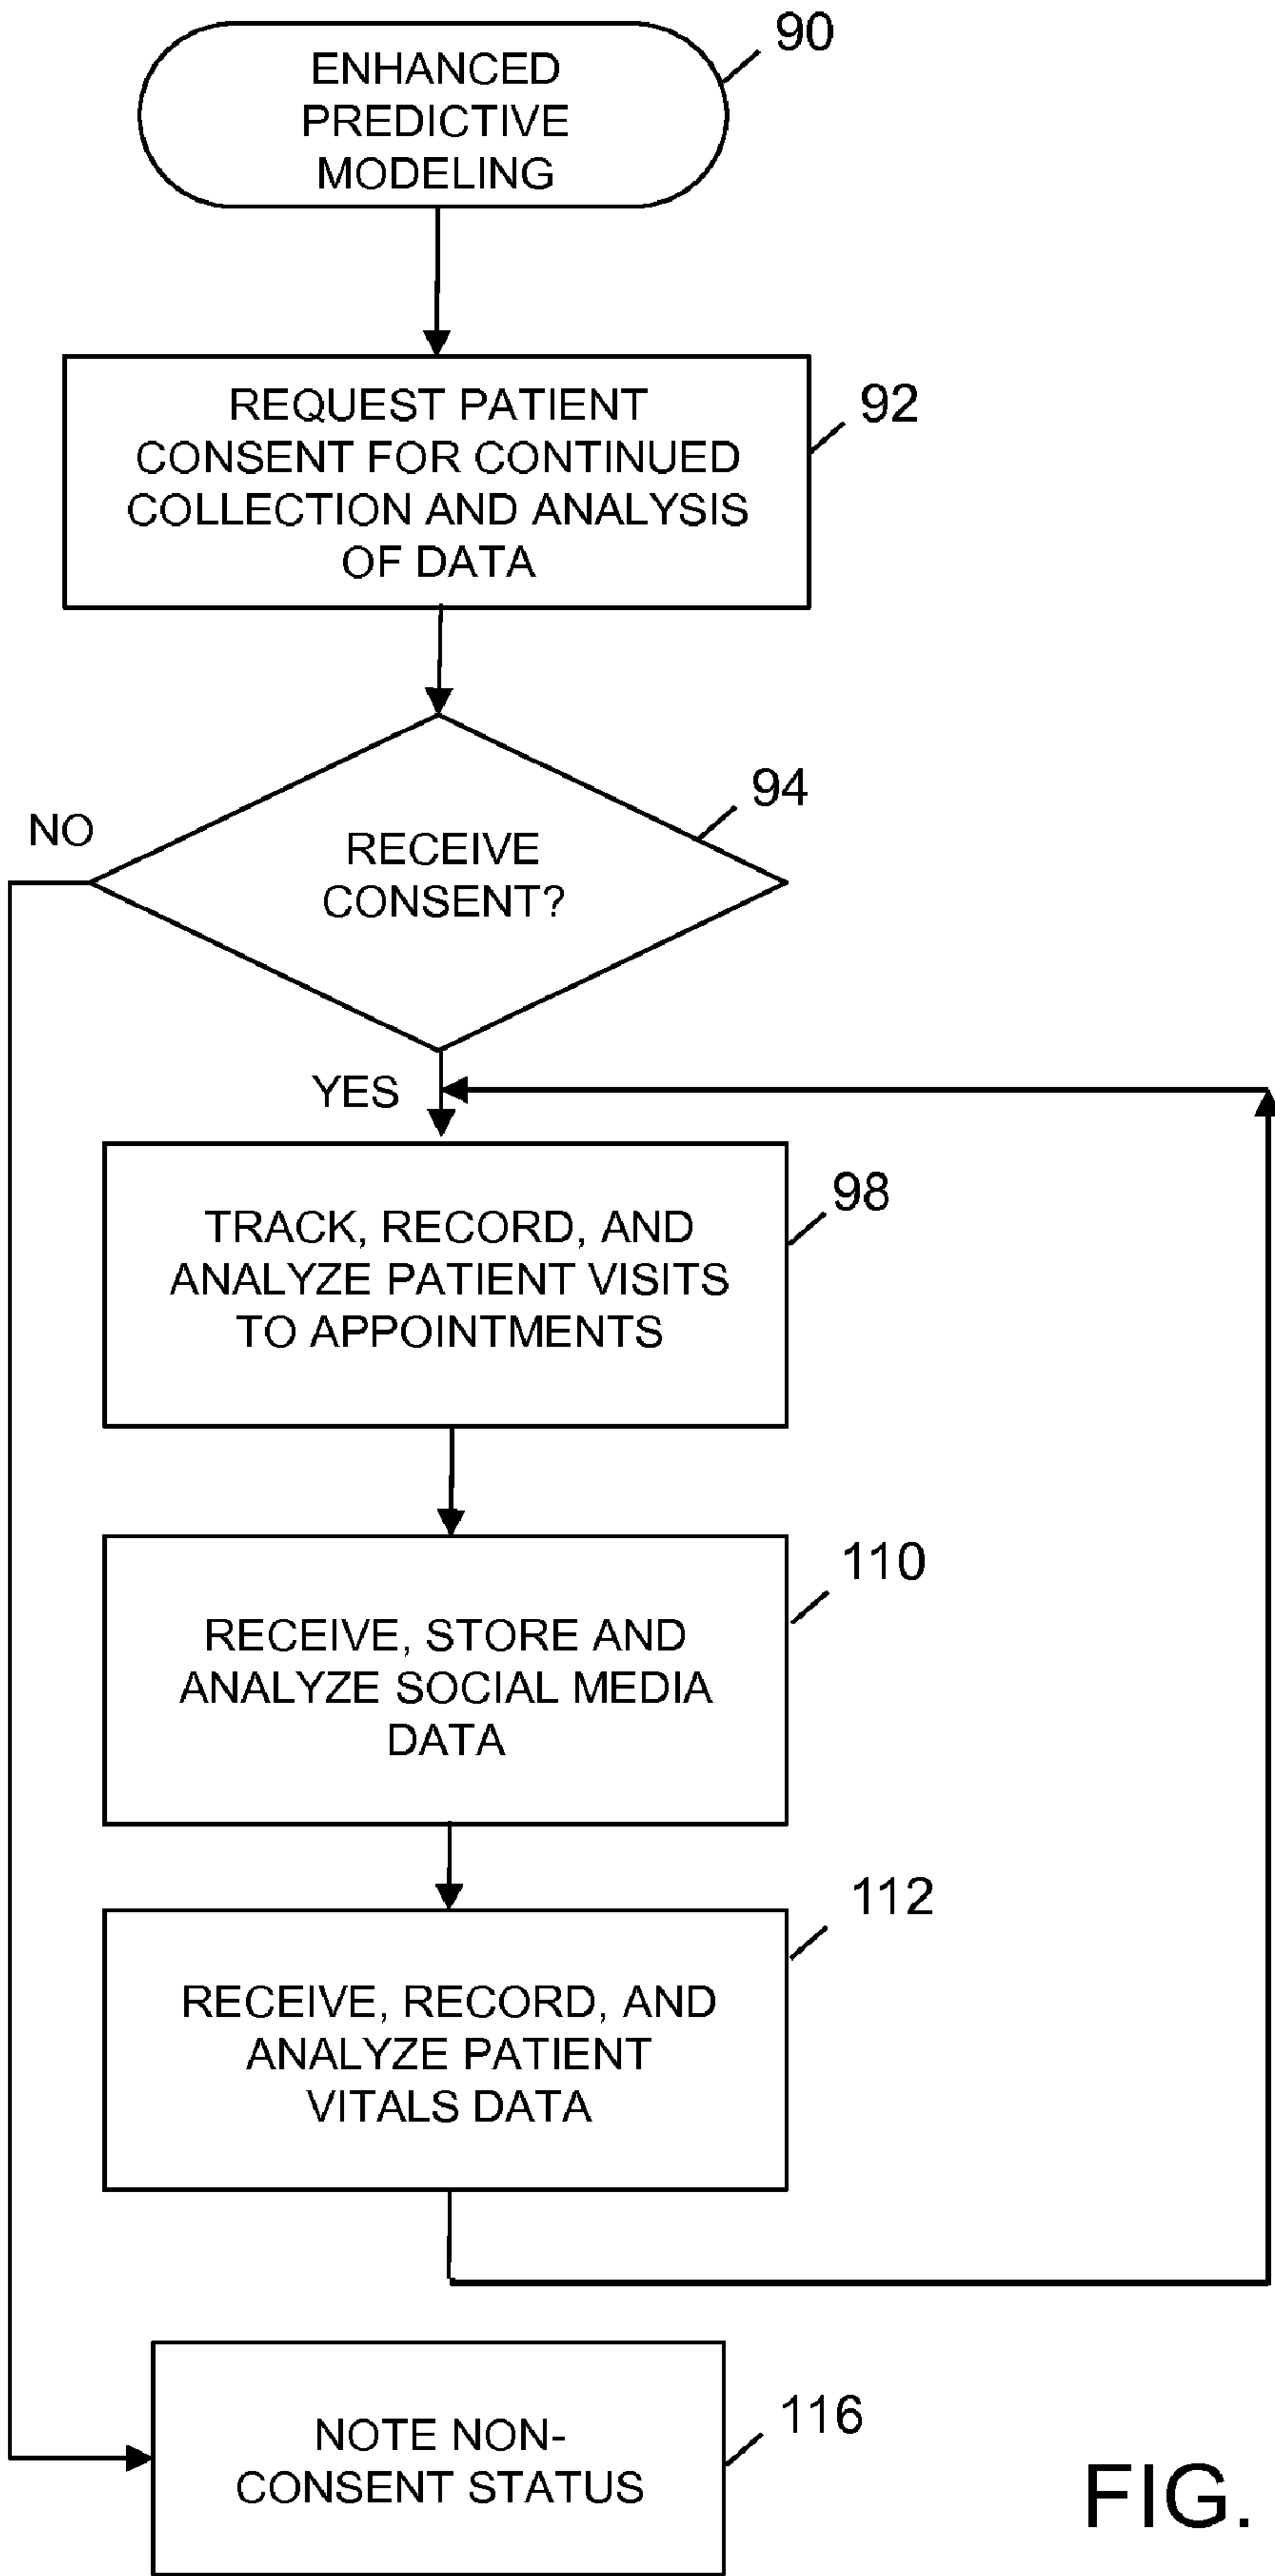 ENHANCED
PREDICTIVE
MODELING
90
REQUEST PATIENT
CONSENT FOR CONTINUED
COLLECTION AND ANALYSIS
OF DATA
92
RECEIVE
CONSENT?
94
NO
YES
TRACK, RECORD, AND
ANALYZE PATIENT VISITS
TO APPOINTMENTS
98
RECEIVE, STORE AND
ANALYZE SOCIAL MEDIA
DATA
110
RECEIVE, RECORD, AND
ANALYZE PATIENT
VITALS DATA
112
NOTE NON-
CONSENT STATUS
116
FIG.